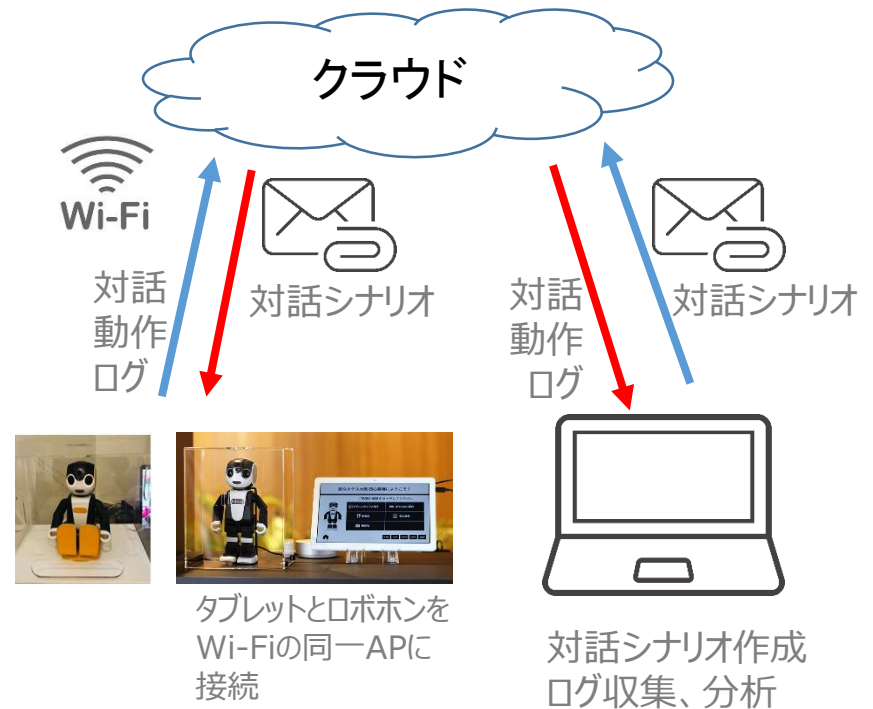 クラウド
Wi-Fi
対話
動作
ログ
対話シナリオ
対話
動作
ログ
対話シナリオ
タブレットとロボホンを
Wi-Fiの同一APに
接続
対話シナリオ作成
ログ収集、分析